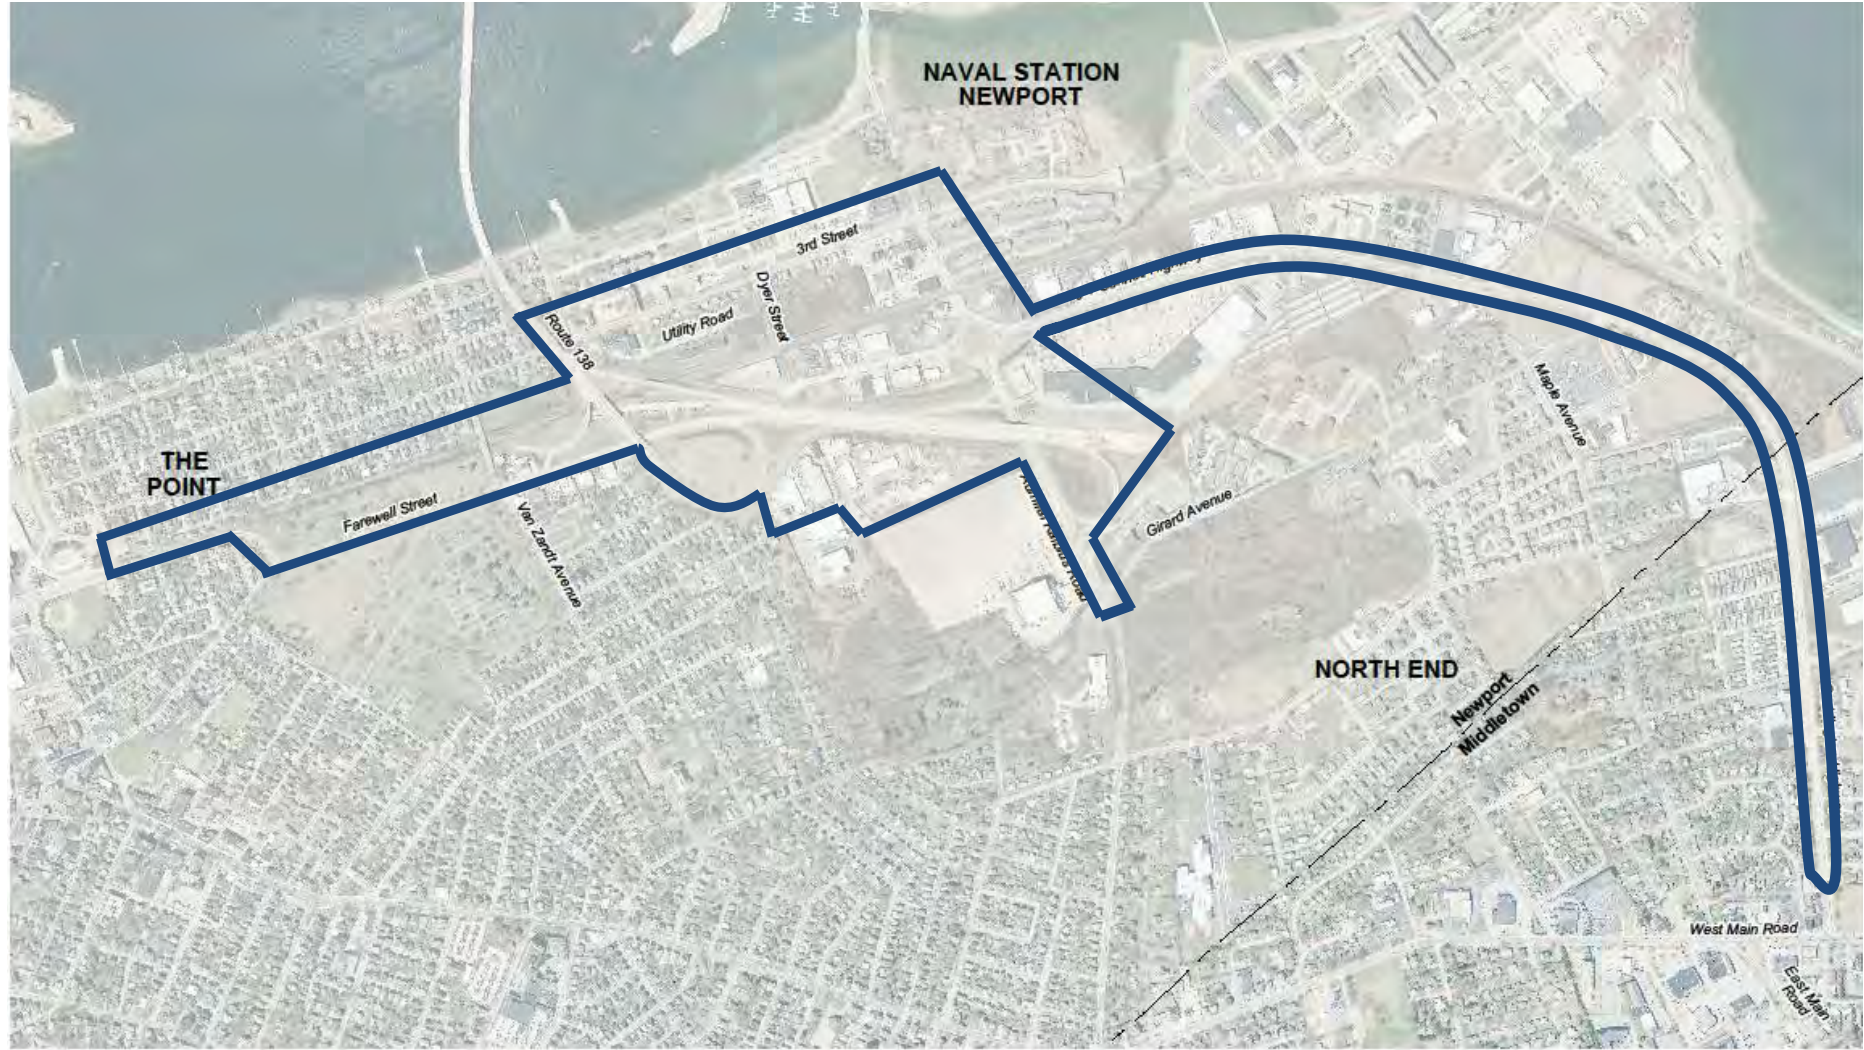 NAVAL STATION
NEWPORT
3rd Street
Dyer Street
Utility Road
Route 138
Maple Avenue
THE
POINT
Farewell Street
Van Zandt Avenue
Girard Avenue
Road
NORTH END
Newport
Middletown
West Main Road
East Main
Road